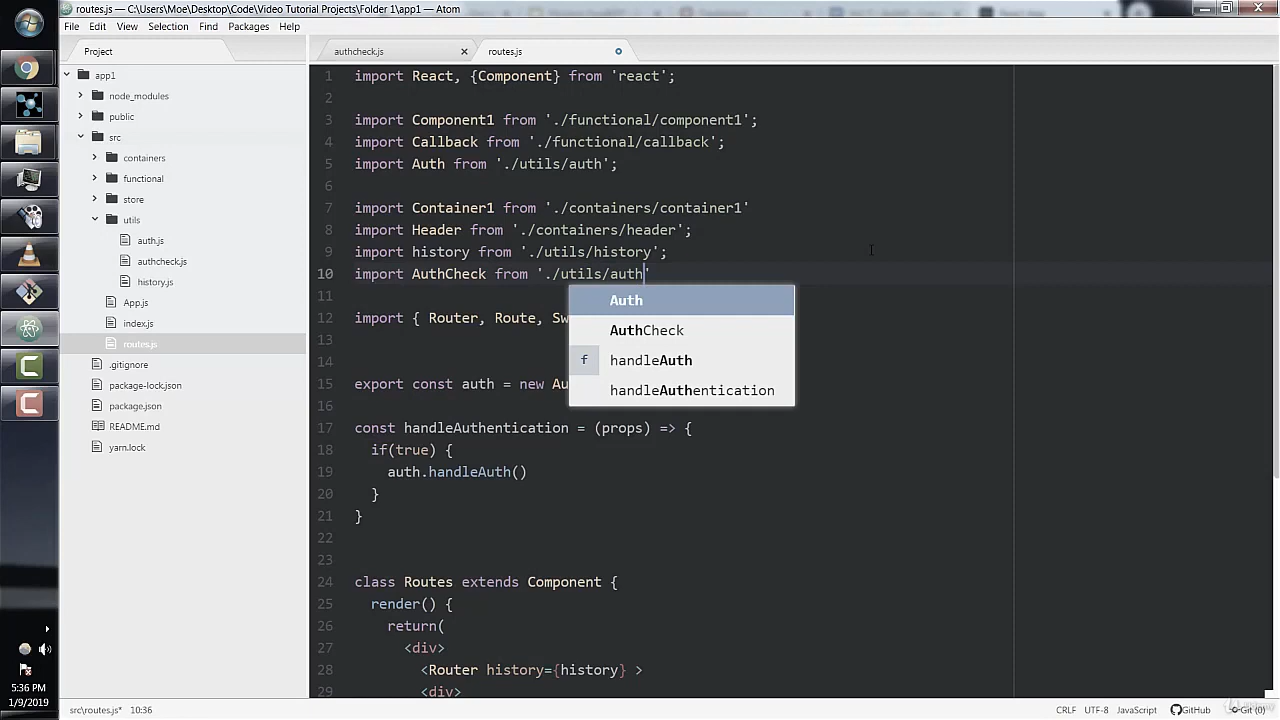 routes.js — C:\Users\Moe\Desktop\Code\Video Tutorial Projects\Folder 1\app1 — Atom
File Edit View Selection Find Packages Help
Project
authcheck.js
routes.js
app1
node_modules
public
src
containers
functional
store
utils
auth.js
authcheck.js
history.js
App.js
index.js
routes.js
.gitignore
package-lock.json
package.json
README.md
yarn.lock
1 import React, {Component} from 'react';
2
3 import Component1 from './functional/component1';
4 import Callback from './functional/callback';
5 import Auth from './utils/auth';
6
7 import Container1 from './containers/container1'
8 import Header from './containers/header';
9 import history from './utils/history';
10 import AuthCheck from './utils/auth'
11
12 import { Router, Route, Sw
13
14
15 export const auth = new Au
16
17 const handleAuthentication = (props) => {
18 if(true) {
19 auth.handleAuth()
20 }
21 }
22
23
24 class Routes extends Component {
25 render() {
26 return(
27 <div>
28 <Router history={history} >
29 <div>
Auth
AuthCheck
f handleAuth
handleAuthentication
5:36 PM
1/9/2019
src\routes.js* 10:36
CRLF UTF-8 JavaScript GitHub Git (0)